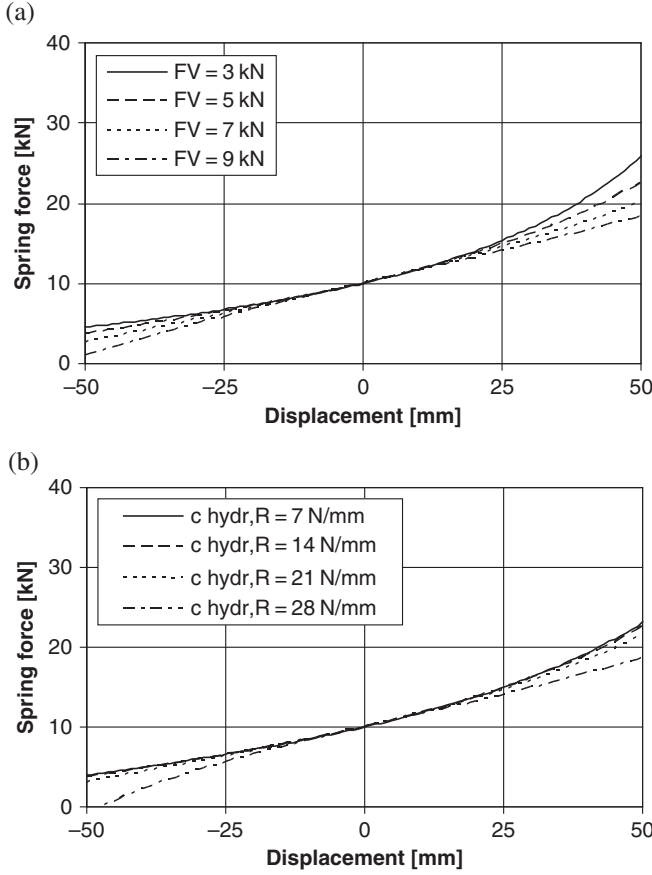 (a)
40
30
20
10
0
Spring force [kN]
FV = 3 kN
FV = 5 kN
FV = 7 kN
FV = 9 kN
–50
–25
0
25
50
Displacement [mm]
(b)
40
30
20
10
0
Spring force [kN]
c hydr,R = 7 N/mm
c hydr,R = 14 N/mm
c hydr,R = 21 N/mm
c hydr,R = 28 N/mm
–50
–25
0
25
50
Displacement [mm]